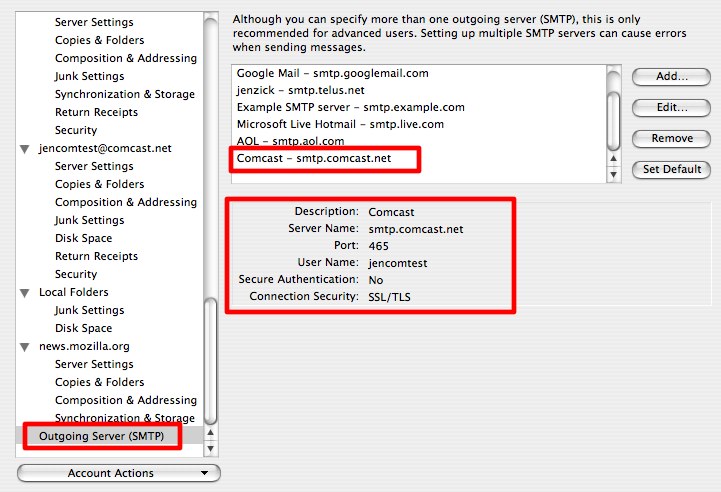 Server Settings
Copies & Folders
Composition & Addressing
Junk Settings
Synchronization & Storage
Return Receipts
Security
jencomtest@comcast.net
Server Settings
Copies & Folders
Composition & Addressing
Junk Settings
Disk Space
Return Receipts
Security
Local Folders
Junk Settings
Disk Space
news.mozilla.org
Server Settings
Copies & Folders
Composition & Addressing
Synchronization & Storage
Outgoing Server (SMTP)
Account Actions
Although you can specify more than one outgoing server (SMTP), this is only
recommended for advanced users. Setting up multiple SMTP servers can cause errors
when sending messages.
Google Mail - smtp.googlemail.com
jenzick - smtp.telus.net
Example SMTP server - smtp.example.com
Microsoft Live Hotmail - smtp.live.com
AOL - smtp.aol.com
Comcast - smtp.comcast.net
Add...
Edit...
Remove
Set Default
Description: Comcast
Server Name: smtp.comcast.net
Port: 465
User Name: jencomtest
Secure Authentication: No
Connection Security: SSL/TLS